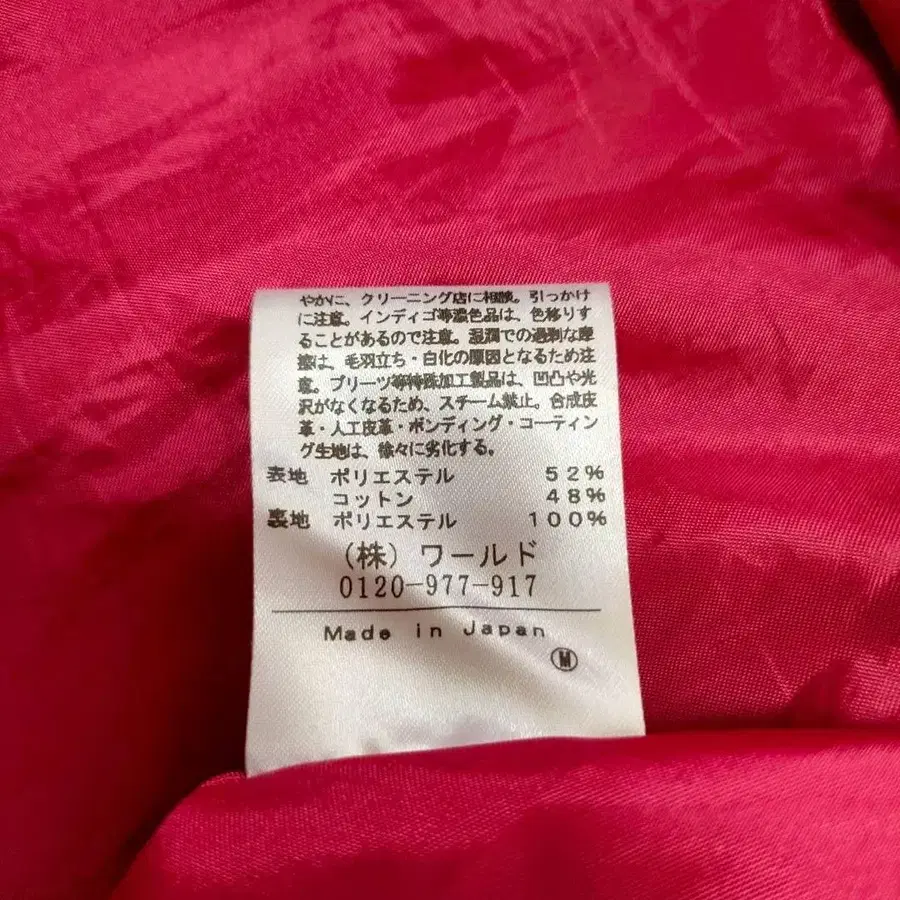 やかに、クリーニング店に相談。引っかけ
に注意。インディゴ等濃色品は、色移りす
ることがあるので注意。湿潤での過剰な摩
擦は、毛羽立ち・白化の原因となるため注
意。プリーツ等特殊加工製品は、凹凸や光
沢がなくなるため、スチーム禁止。合成皮
革・人工皮革・ボンディング・コーティン
グ生地は、徐々に劣化する。
表地 ポリエステル 52%
コットン 48%
裏地 ポリエステル 100%
(株)ワールド
0120-977-917
Made in Japan
M